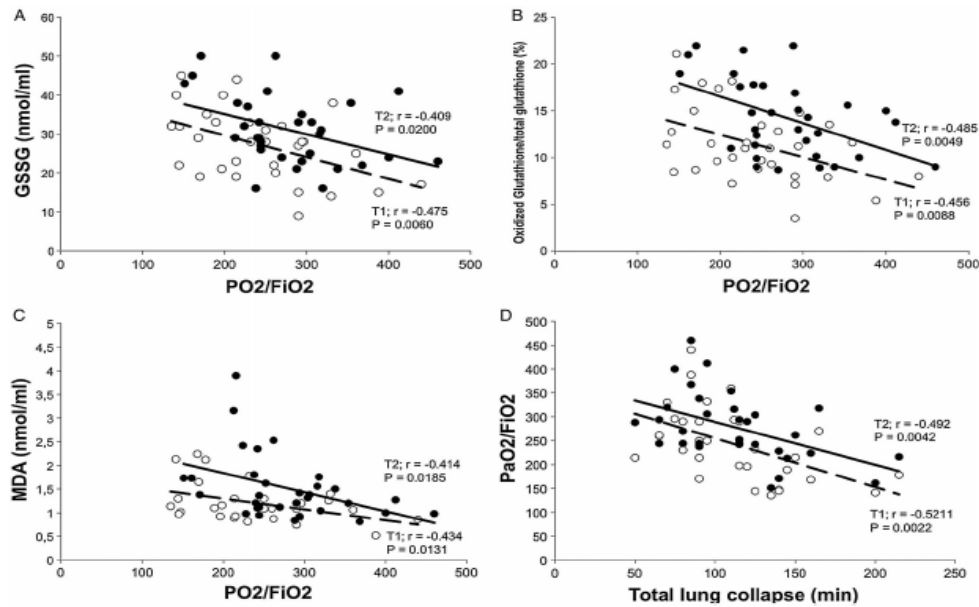 A
GSSG (nmol/ml)
60
50
40
30
20
10
0
T2; r = -0.409
P = 0.0200
T1; r = -0.475
P = 0.0060
0 100 200 300 400 500
PO2/FiO2
B
Oxidized Glutathione/total glutathione (%)
25
20
15
10
5
0
T2; r = -0.485
P = 0.0049
T1; r = -0.456
P = 0.0088
0 100 200 300 400 500
PO2/FiO2
C
MDA (nmol/ml)
5
4,5
4
3,5
3
2,5
2
1,5
1
0,5
0
T2; r = -0.414
P = 0.0185
T1; r = -0.434
P = 0.0131
0 100 200 300 400 500
PO2/FiO2
D
PaO2/FiO2
500
450
400
350
300
250
200
150
100
50
0
T2; r = -0.492
P = 0.0042
T1; r = -0.5211
P = 0.0022
0 50 100 150 200 250
Total lung collapse (min)